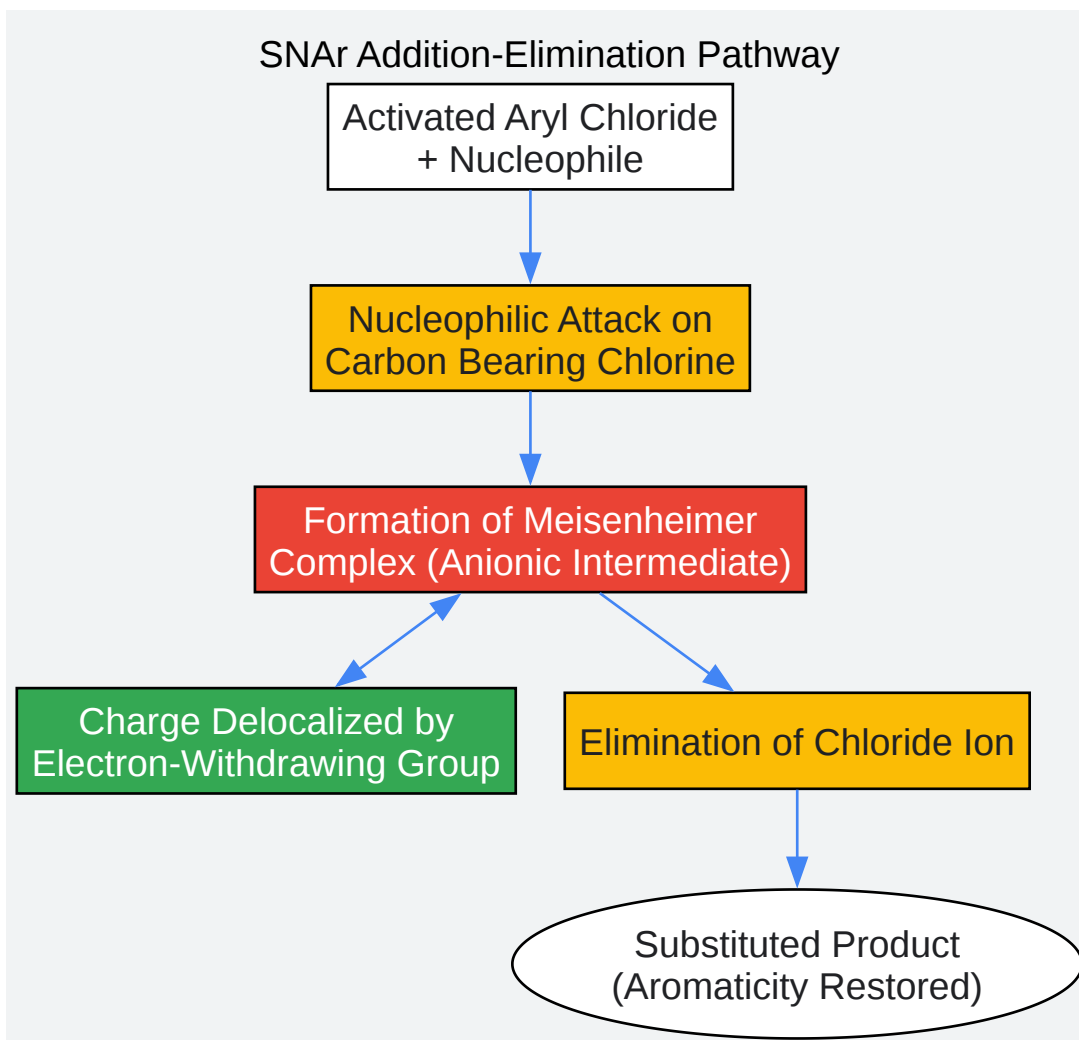 SNAr Addition-Elimination Pathway
Activated Aryl Chloride
+ Nucleophile
Nucleophilic Attack on
Carbon Bearing Chlorine
Formation of Meisenheimer
Complex (Anionic Intermediate)
Charge Delocalized by
Electron-Withdrawing Group
Elimination of Chloride Ion
Substituted Product
(Aromaticity Restored)